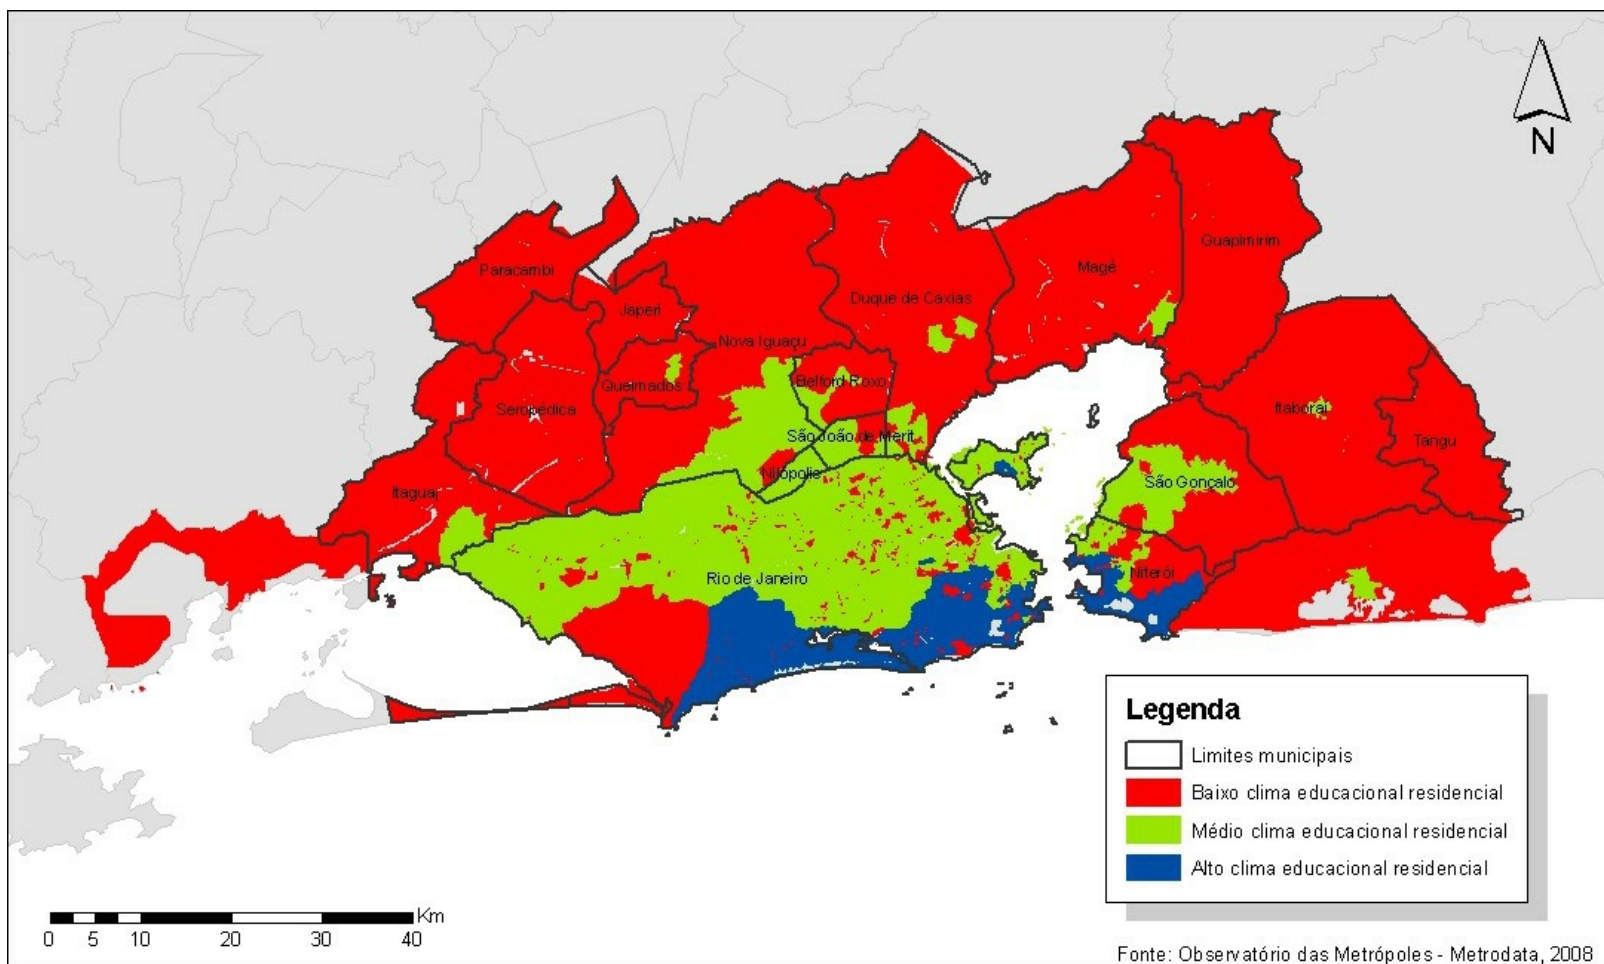 N
Guapimirim
Magé
Paracambi
Duque de Caxias
Japeri
Nova Iguaçu
Queimados
Belford Roxo
Seropédica
Itaboraí
São João de Merit
Tangu
Nilópolis
São Gonçalo
Itaguaí
Niterói
Rio de Janeiro
Legenda
Limites municipais
Baixo clima educacional residencial
Médio clima educacional residencial
Alto clima educacional residencial
Km
0 5 10 20 30 40
Fonte: Observatório das Metrópoles - Metrodata, 2008